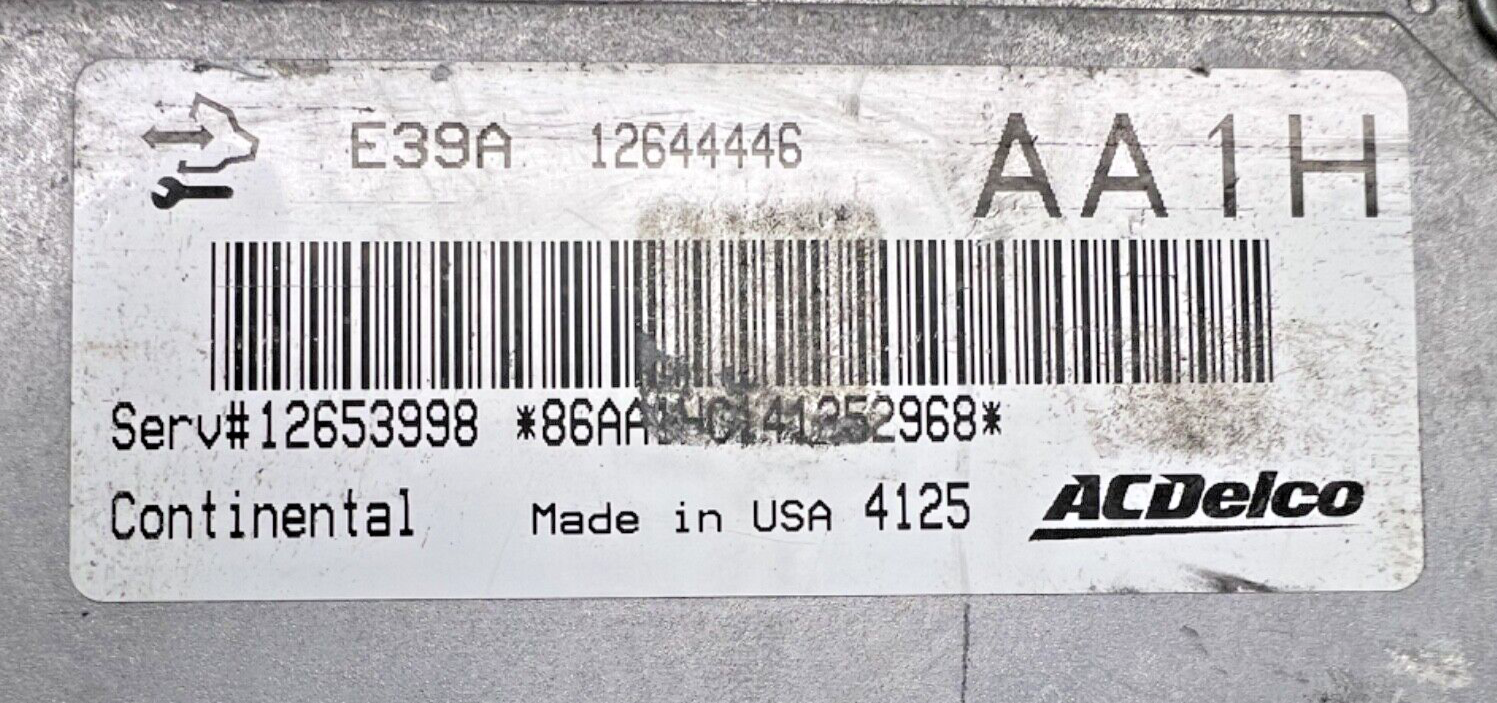 E39A 12644446 AA1H
Serv#12653998
Continental Made in USA 4125 ACDelco